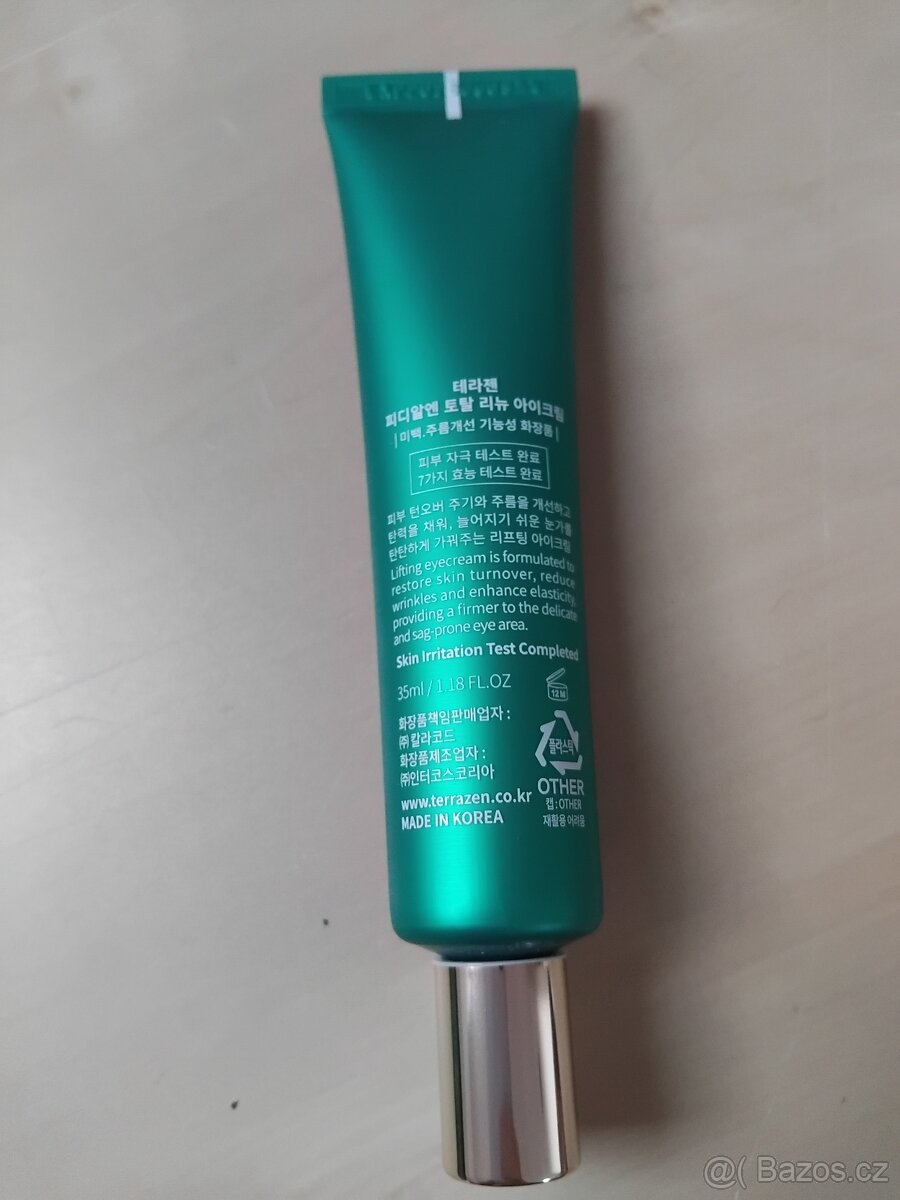 테라젠
피디알엔 토탈 리뉴 아이크림
| 미백.주름개선 기능성 화장품 |
피부 자극 테스트 완료
7가지 효능 테스트 완료
피부 턴오버 주기와 주름을 개선하고
탄력을 채워, 늘어지기 쉬운 눈가를
탄탄하게 가꿔주는 리프팅 아이크림
Lifting eyecream is formulated to
restore skin turnover, reduce
wrinkles and enhance elasticity,
providing a firmer to the delicate
and sag-prone eye area.
Skin Irritation Test Completed
35ml / 1.18 FL.OZ
12M
화장품책임판매업자 :
㈜칼라코드
화장품제조업자 :
㈜인터코스코리아
www.terrazen.co.kr
MADE IN KOREA
플라스틱
OTHER
캡 : OTHER
재활용 어려움
@( Bazos.cz